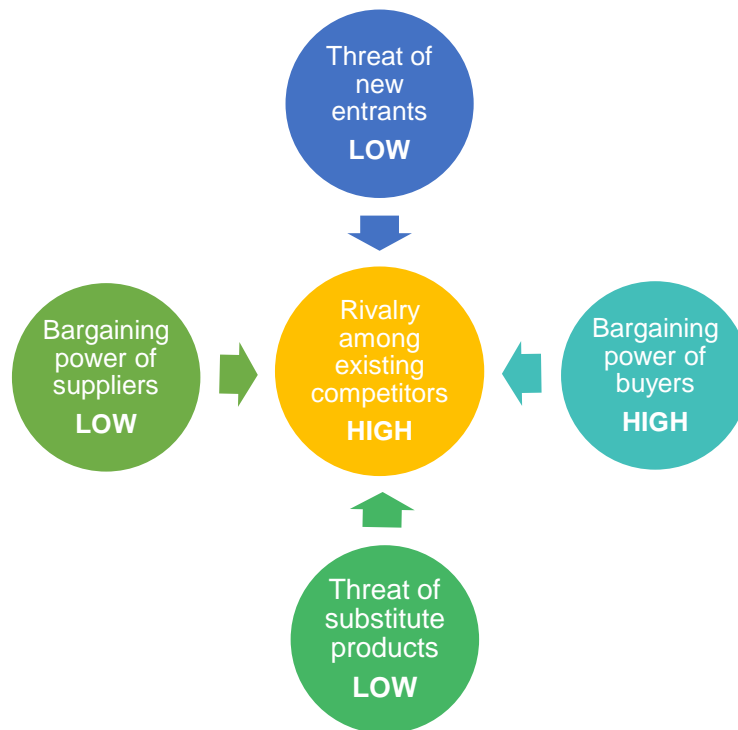 Threat of
new
entrants
LOW
Bargaining
power of
suppliers
LOW
Rivalry
among
existing
competitors
HIGH
Bargaining
power of
buyers
HIGH
Threat of
substitute
products
LOW